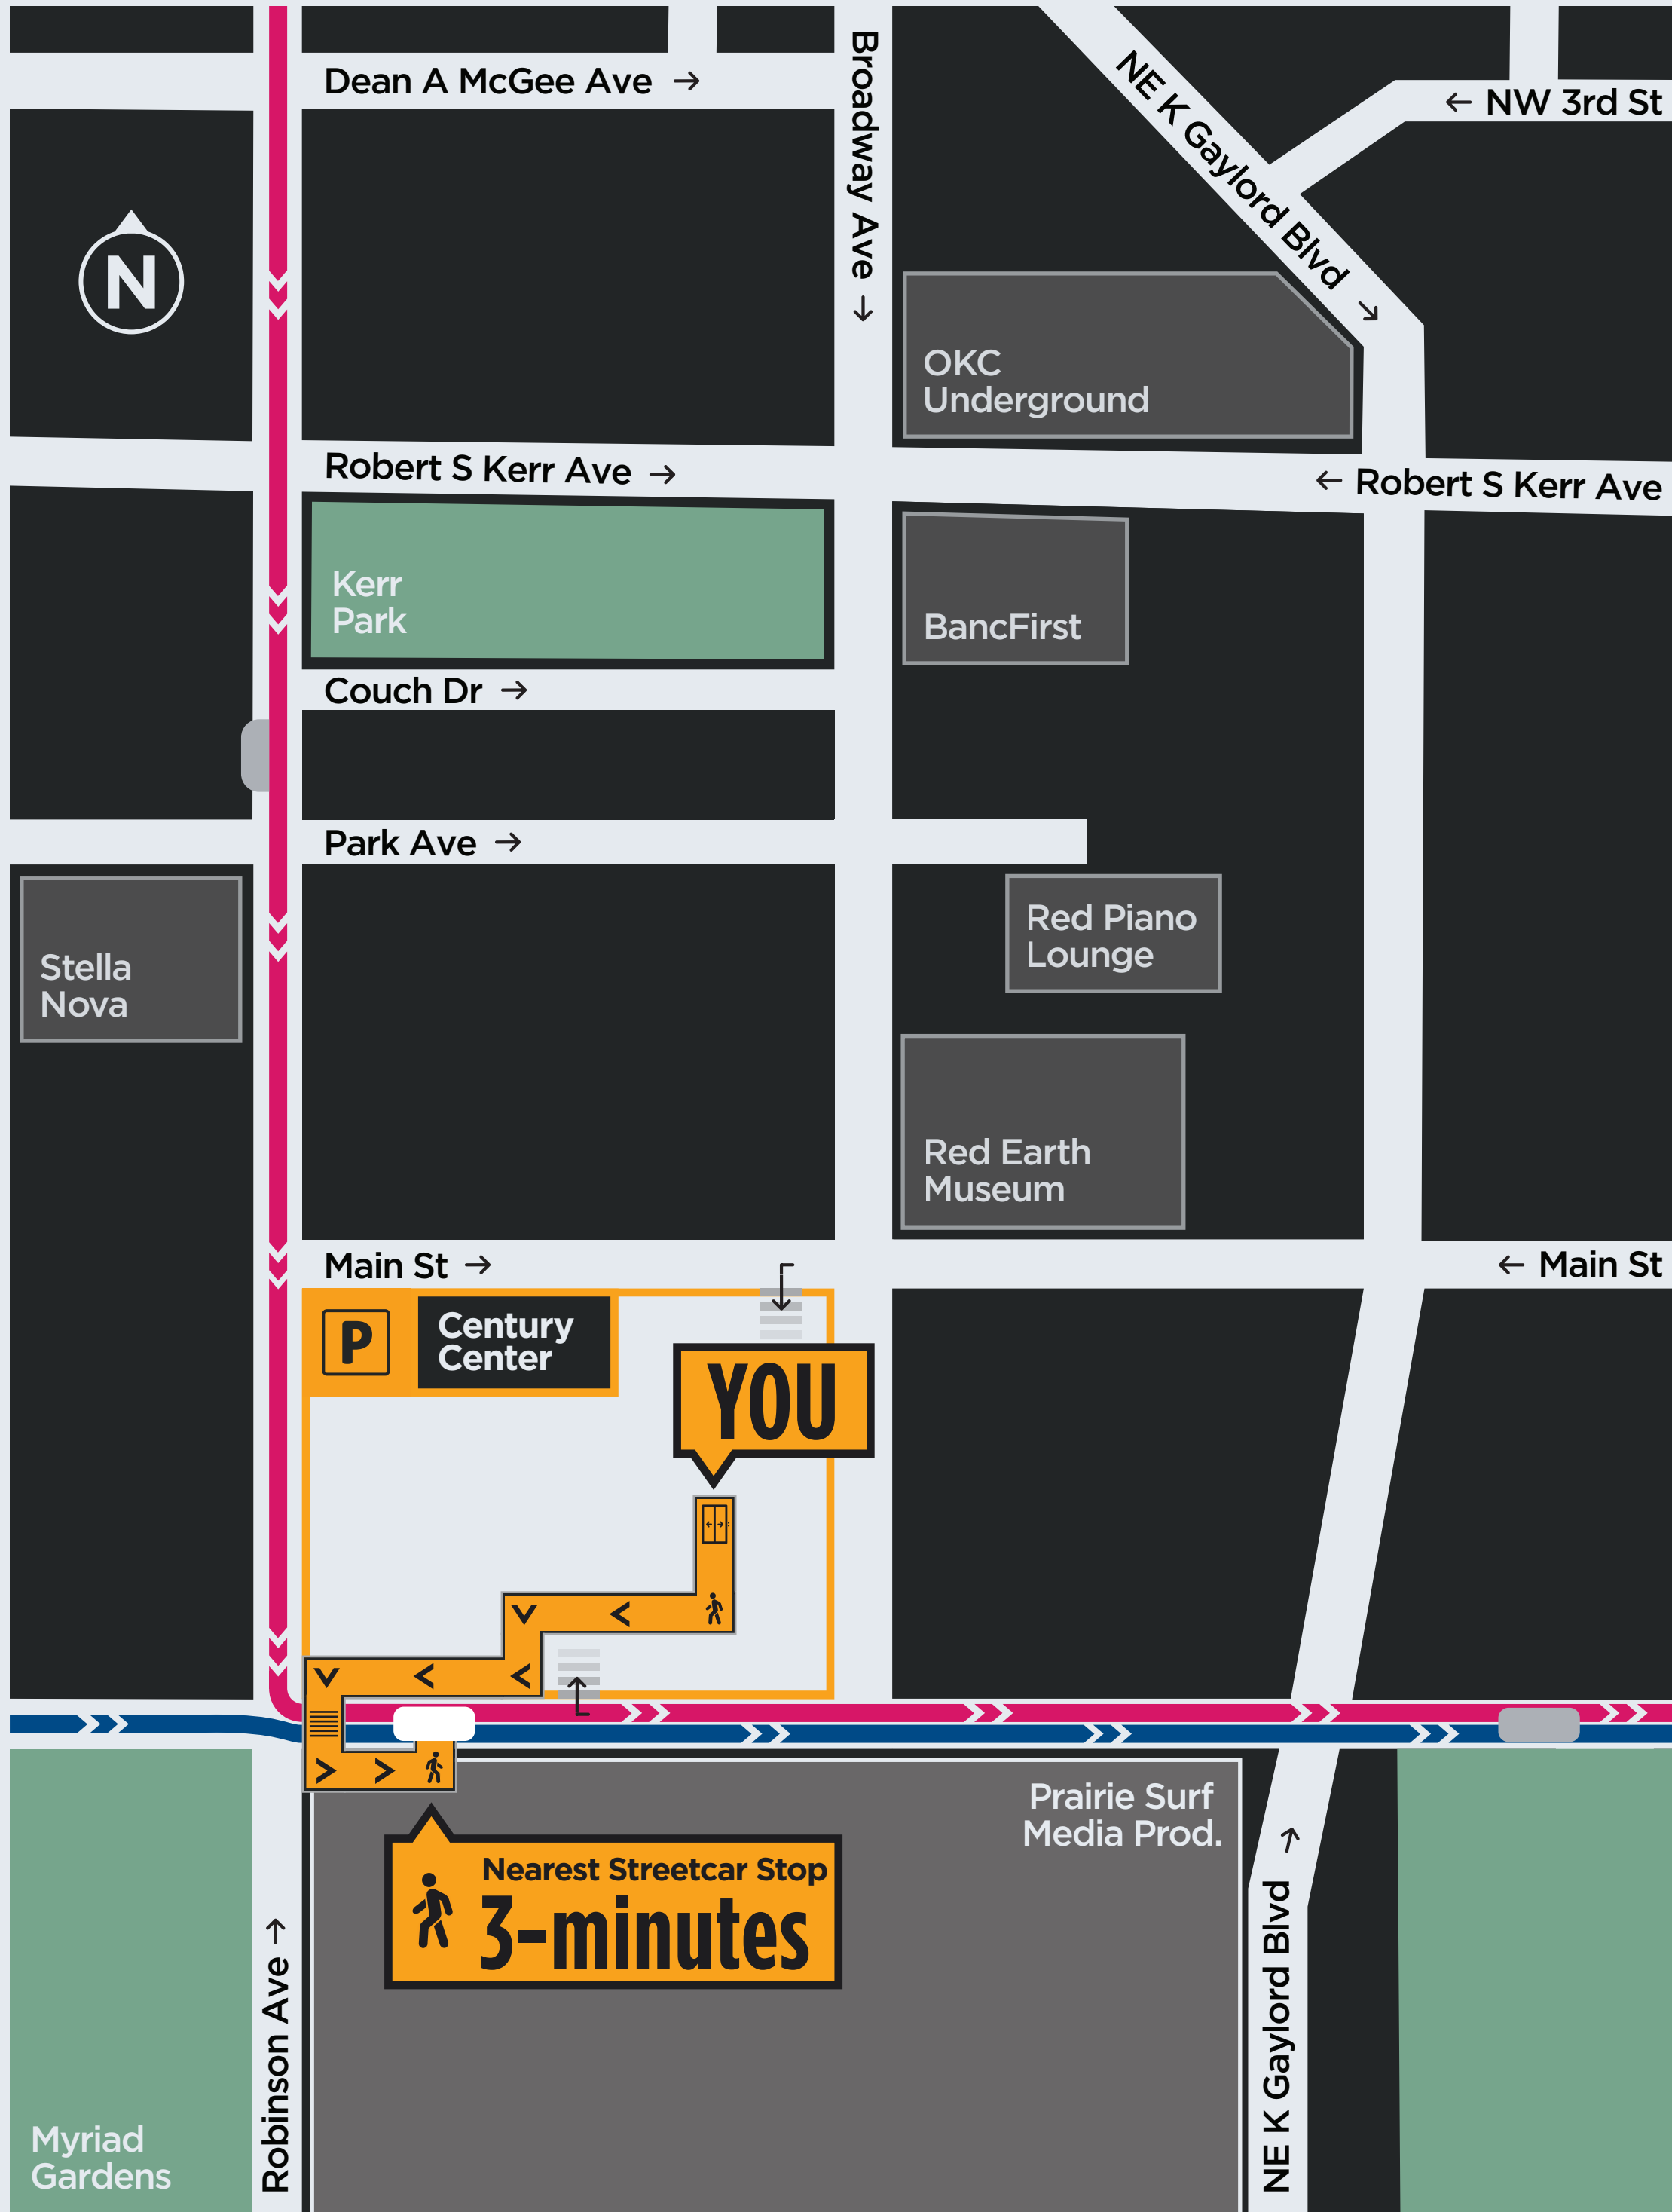 Dean A McGee Ave →
Broadway Ave →
NE K Gaylord Blvd →
← NW 3rd St
N
OKC
Underground
Robert S Kerr Ave →
← Robert S Kerr Ave
Kerr
Park
BancFirst
Couch Dr →
Park Ave →
Stella
Nova
Red Piano
Lounge
Red Earth
Museum
Main St →
← Main St
P
Century
Center
YOU
Prairie Surf
Media Prod.
Nearest Streetcar Stop
3-minutes
Robinson Ave →
NE K Gaylord Blvd →
Myriad
Gardens